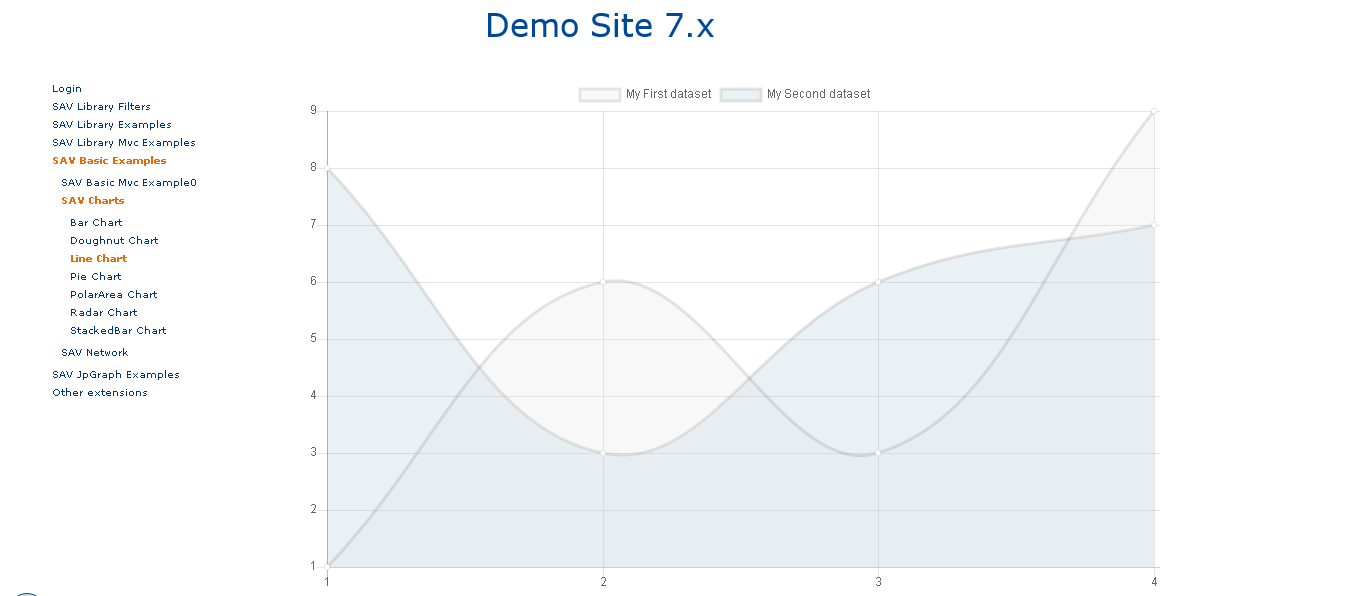 Demo Site 7.x
Login
SAV Library Filters
SAV Library Examples
SAV Library Mvc Examples
SAV Basic Examples
SAV Basic Mvc Example0
SAV Charts
Bar Chart
Doughnut Chart
Line Chart
Pie Chart
PolarArea Chart
Radar Chart
StackedBar Chart
SAV Network
SAV JpGraph Examples
Other extensions
My First dataset My Second dataset
9
8
7
6
5
4
3
2
1
1 2 3 4